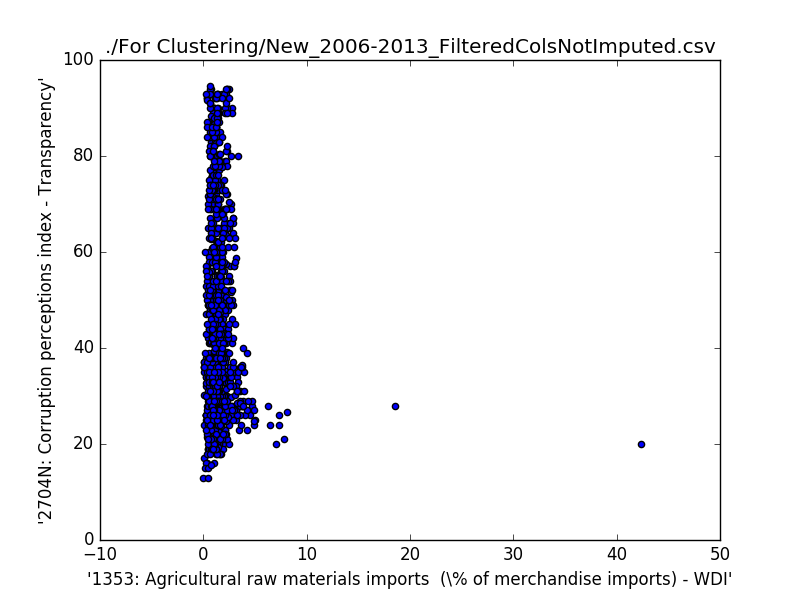 ./For Clustering/New_2006-2013_FilteredColsNotImputed.csv
'2704N: Corruption perceptions index - Transparency'
100
80
60
40
20
0
−10 0 10 20 30 40 50
'1353: Agricultural raw materials imports  (\% of merchandise imports) - WDI'